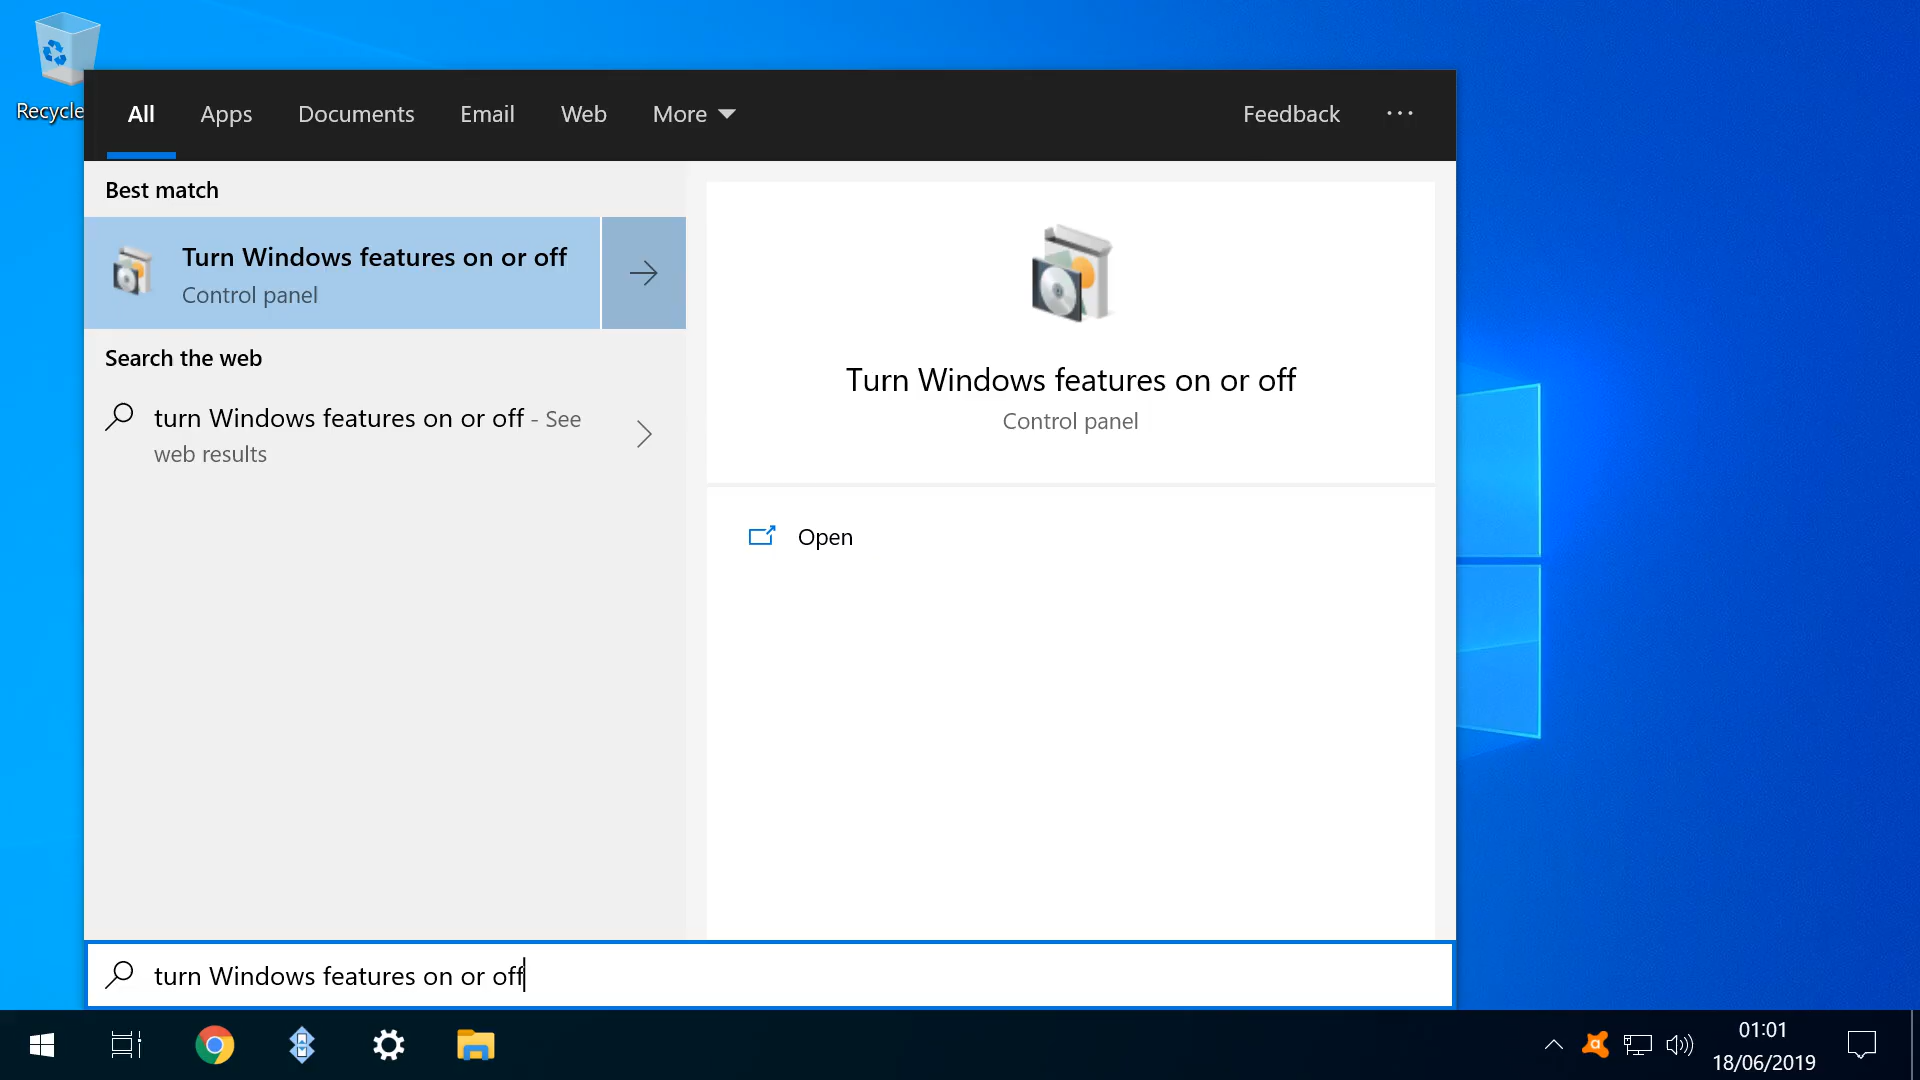 Recycle
All Apps Documents Email Web More Feedback ...
Best match
Turn Windows features on or off
Control panel
Search the web
turn Windows features on or off - See
web results
Turn Windows features on or off
Control panel
Open
turn Windows features on or off
01:01
18/06/2019